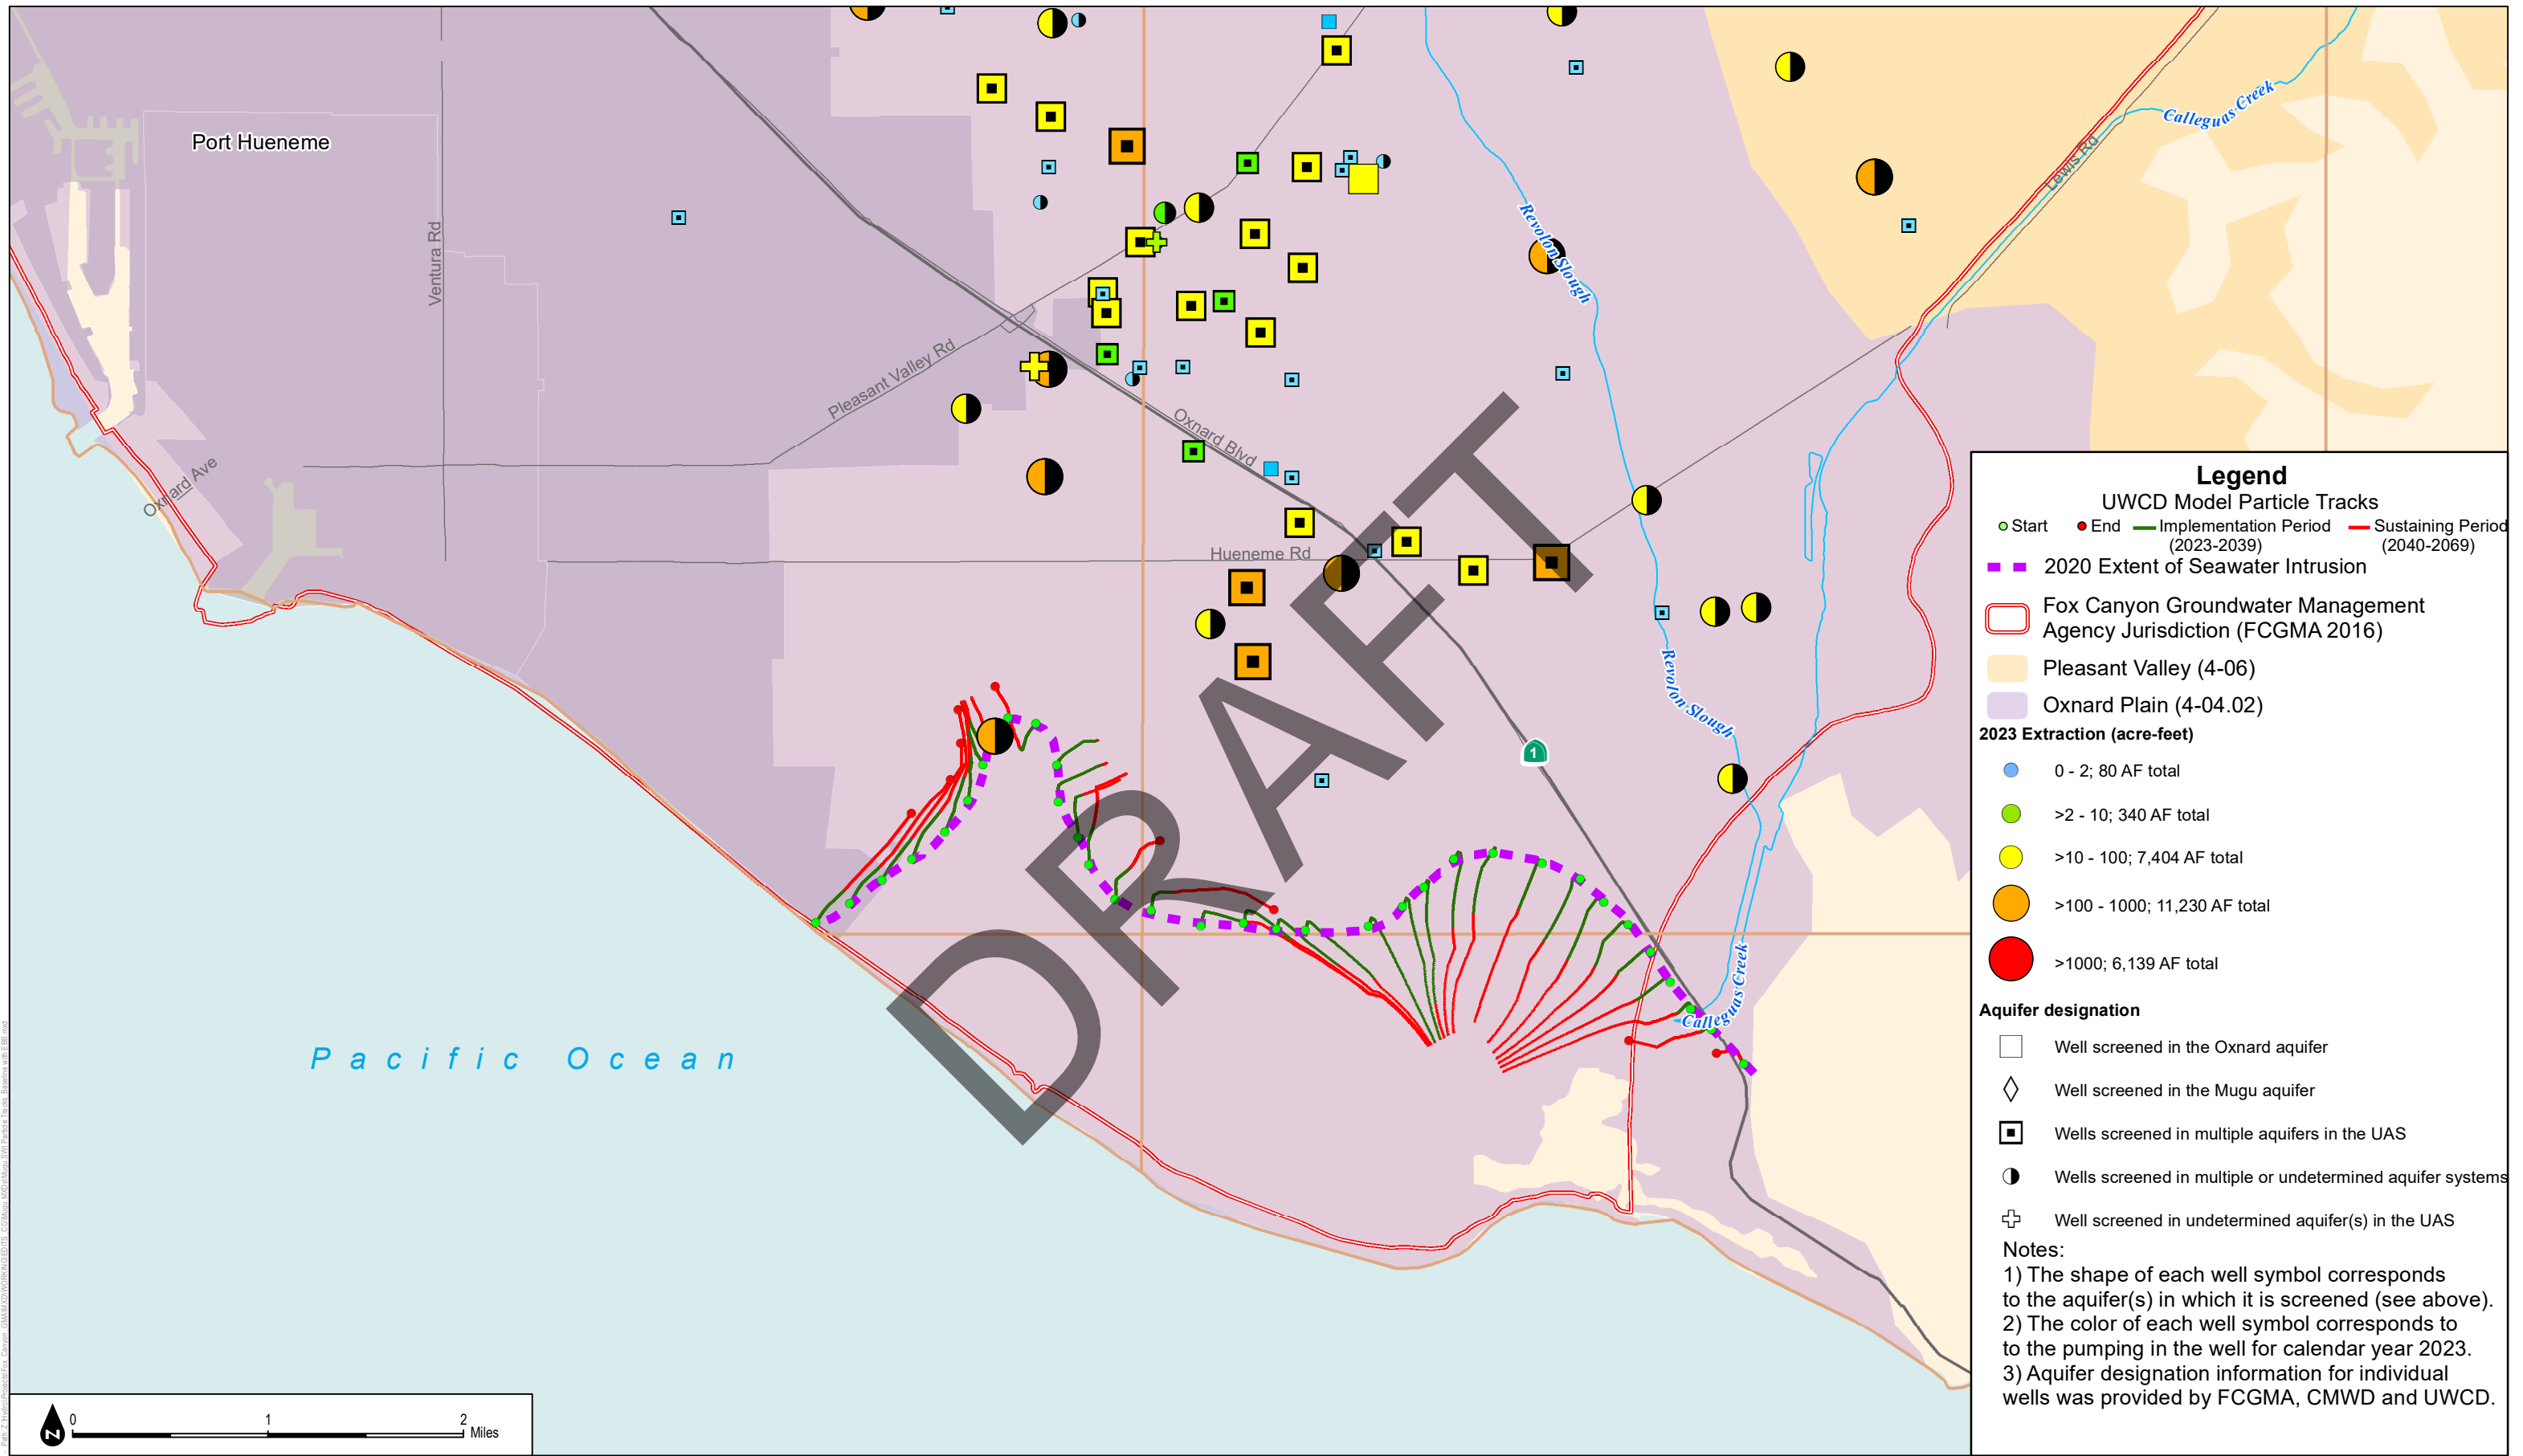 Port Hueneme
Ventura Rd
Oxnard Ave
Pleasant Valley Rd
Oxnard Blvd
Hueneme Rd
Revolon Slough
Revolon Slough
Calleguas Creek
Lewis Rd
1
Calleguas Creek
Pacific Ocean
DRAFT
N
0 1 2
Miles
Legend
UWCD Model Particle Tracks
Start End Implementation Period Sustaining Period
(2023-2039) (2040-2069)
2020 Extent of Seawater Intrusion
Fox Canyon Groundwater Management
Agency Jurisdiction (FCGMA 2016)
Pleasant Valley (4-06)
Oxnard Plain (4-04.02)
2023 Extraction (acre-feet)
0 - 2; 80 AF total
>2 - 10; 340 AF total
>10 - 100; 7,404 AF total
>100 - 1000; 11,230 AF total
>1000; 6,139 AF total
Aquifer designation
Well screened in the Oxnard aquifer
Well screened in the Mugu aquifer
Wells screened in multiple aquifers in the UAS
Wells screened in multiple or undetermined aquifer systems
Well screened in undetermined aquifer(s) in the UAS
Notes:
1) The shape of each well symbol corresponds
to the aquifer(s) in which it is screened (see above).
2) The color of each well symbol corresponds to
to the pumping in the well for calendar year 2023.
3) Aquifer designation information for individual
wells was provided by FCGMA, CMWD and UWCD.